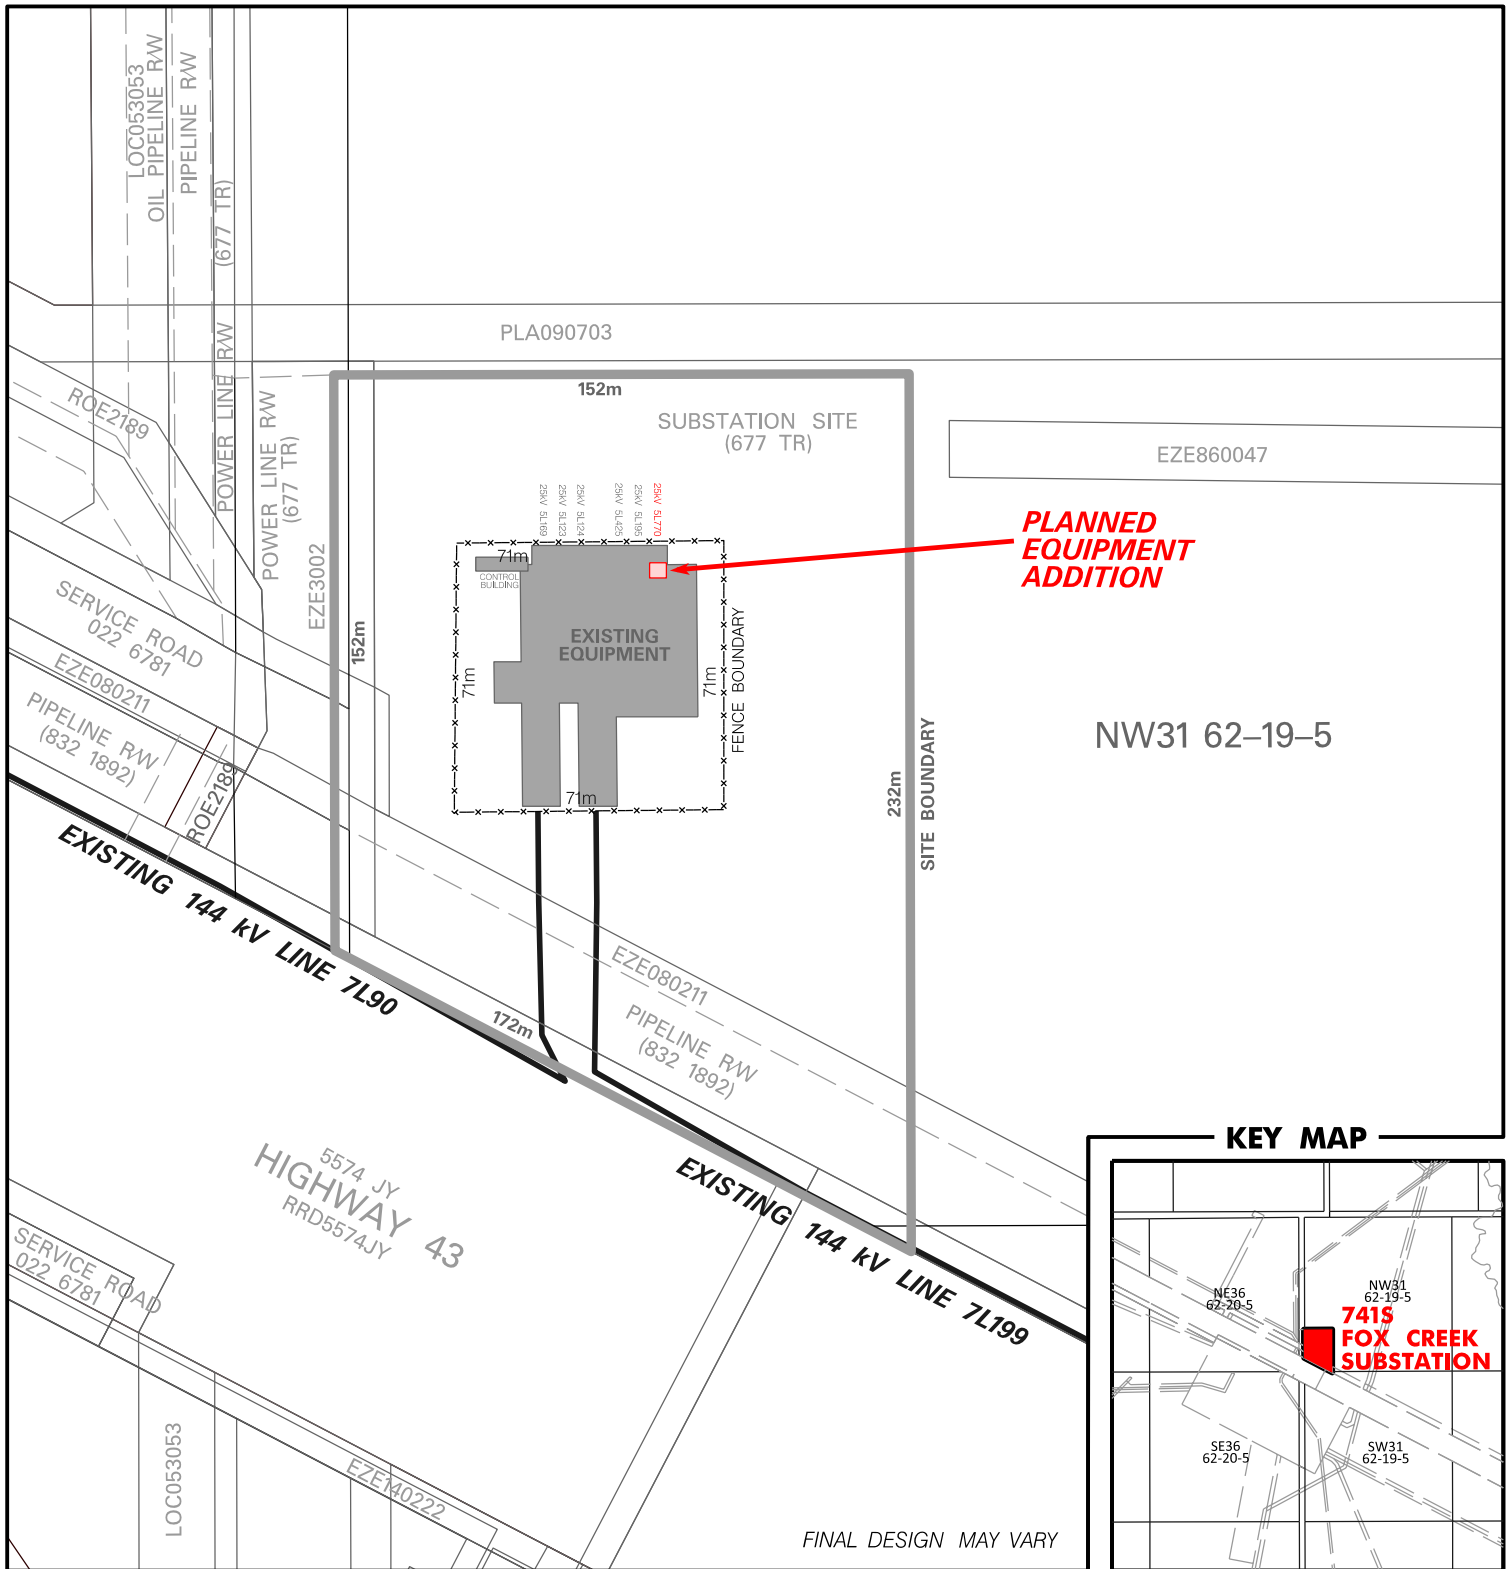 LOC053053
OIL PIPELINE R/W
PIPELINE R/W
(677 TR)
POWER LINE R/W
POWER LINE R/W
(677 TR)
PLA090703
ROE2189
152m
SUBSTATION SITE
(677 TR)
EZE860047
25kV 5L169
25kV 5L123
25kV 5L124
25kV 5L425
25kV 5L195
25kV 5L770
PLANNED
EQUIPMENT
ADDITION
71m
CONTROL
BUILDING
EZE3002
152m
EXISTING
EQUIPMENT
71m
71m
FENCE BOUNDARY
SERVICE ROAD
022 6781
EZE080211
PIPELINE R/W
(832 1892)
ROE2189
NW31 62–19–5
232m
SITE BOUNDARY
71m
EXISTING 144 kV LINE 7L90
172m
EZE080211
PIPELINE R/W
(832 1892)
5574 JY
HIGHWAY 43
RRD5574JY
EXISTING 144 kV LINE 7L199
SERVICE ROAD
022 6781
LOC053053
EZE140222
FINAL DESIGN MAY VARY
KEY MAP
NE36
62-20-5
NW31
62-19-5
741S
FOX CREEK
SUBSTATION
SE36
62-20-5
SW31
62-19-5